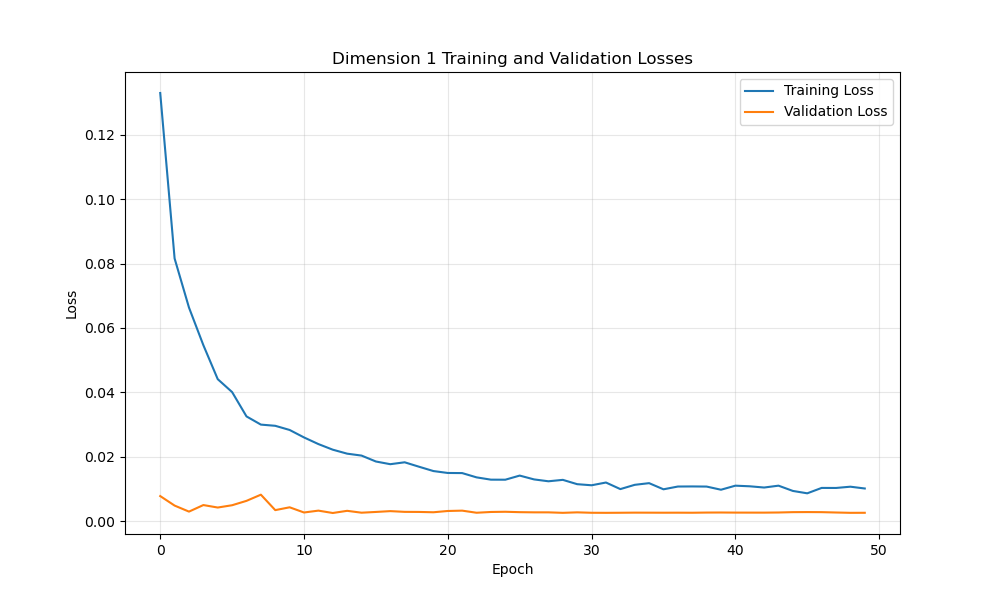 Dimension 1 Training and Validation Losses
Training Loss
Validation Loss
0.12
0.10
0.08
0.06
0.04
0.02
0.00
Loss
0 10 20 30 40 50
Epoch